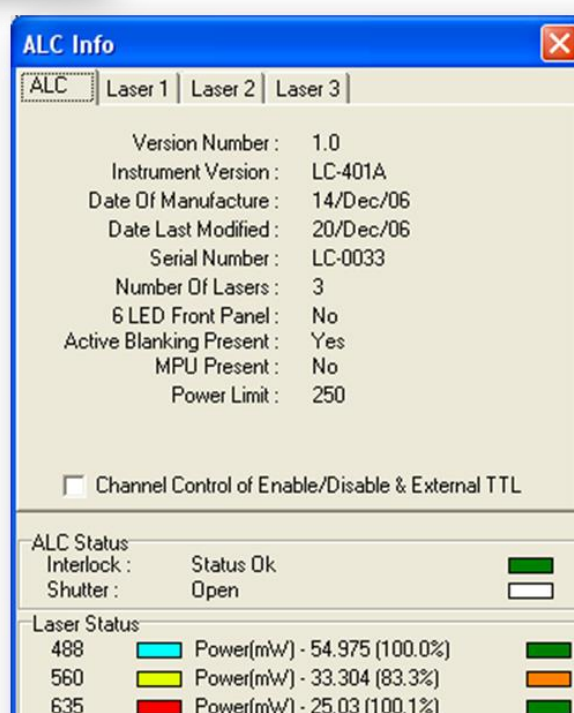 ALC Info
ALC Laser 1 Laser 2 Laser 3
Version Number : 1.0
Instrument Version : LC-401A
Date Of Manufacture : 14/Dec/06
Date Last Modified : 20/Dec/06
Serial Number : LC-0033
Number Of Lasers : 3
6 LED Front Panel : No
Active Blanking Present : Yes
MPU Present : No
Power Limit : 250
Channel Control of Enable/Disable & External TTL
ALC Status
Interlock : Status Ok
Shutter : Open
Laser Status
488 Power(mW) - 54.975 (100.0%)
560 Power(mW) - 33.304 (83.3%)
635 Power(mW) - 25.03 (100.1%)